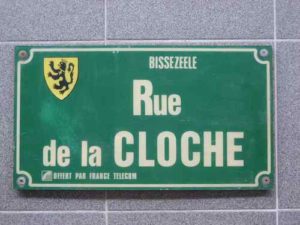 BISSEZEELE
Rue
de la CLOCHE
OFFERT PAR FRANCE TELECOM